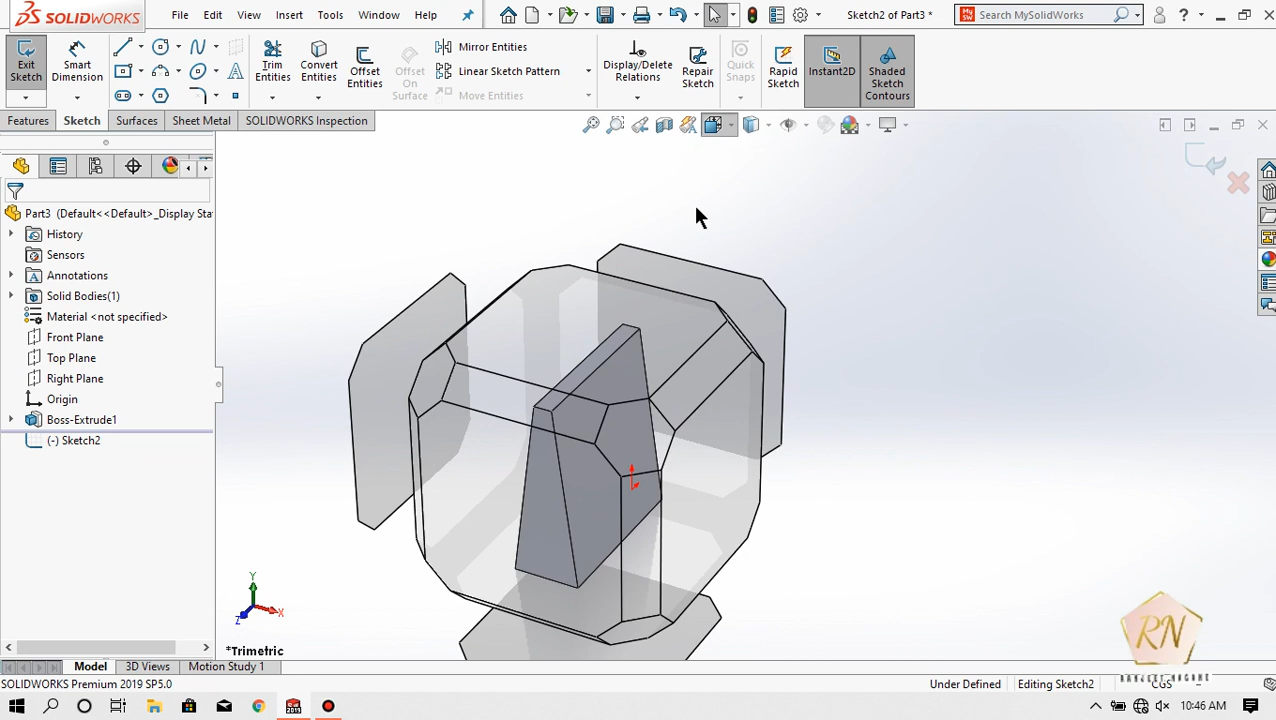 SOLIDWORKS
File
Edit
View
Insert
Tools
Window
Help
Sketch2 of Part3 *
Search MySolidWorks
Exit Sketch
Smart Dimension
Trim Entities
Convert Entities
Offset Entities
Offset On Surface
Mirror Entities
Linear Sketch Pattern
Move Entities
Display/Delete Relations
Repair Sketch
Quick Snaps
Rapid Sketch
Instant2D
Shaded Sketch Contours
Features
Sketch
Surfaces
Sheet Metal
SOLIDWORKS Inspection
Part3 (Default<<Default>_Display Sta
History
Sensors
Annotations
Solid Bodies(1)
Material <not specified>
Front Plane
Top Plane
Right Plane
Origin
Boss-Extrude1
(-) Sketch2
Y
X
Z
*Trimetric
RN
Model
3D Views
Motion Study 1
SOLIDWORKS Premium 2019 SP5.0
Under Defined
Editing Sketch2
CGS
10:46 AM